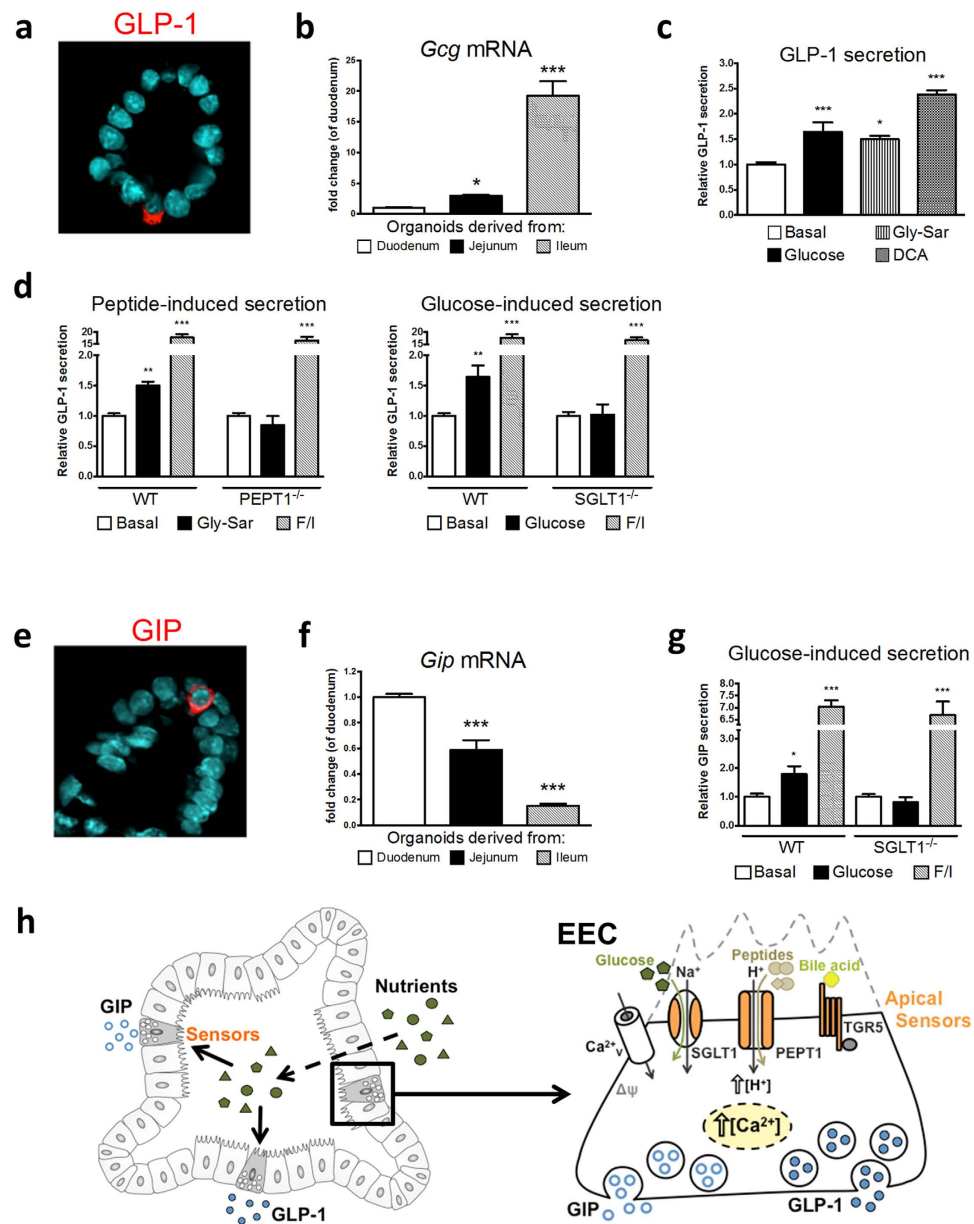 a
GLP-1
b
Gcg mRNA
fold change (of duodenum)
25
20
15
10
5
0
*
***
Organoids derived from:
Duodenum Jejunum Ileum
c
GLP-1 secretion
Relative GLP-1 secretion
3.0
2.5
2.0
1.5
1.0
0.5
0.0
***
*
***
Basal Gly-Sar
Glucose DCA
d
Peptide-induced secretion
Relative GLP-1 secretion
20
15
2.0
1.5
1.0
0.5
0.0
**
***
***
WT PEPT1-/-
Basal Gly-Sar F/I
Glucose-induced secretion
Relative GLP-1 secretion
20
15
2.0
1.5
1.0
0.5
0.0
**
***
***
WT SGLT1-/-
Basal Glucose F/I
e
GIP
f
Gip mRNA
fold change (of duodenum)
1.2
1.0
0.8
0.6
0.4
0.2
0.0
***
***
Organoids derived from:
Duodenum Jejunum Ileum
g
Glucose-induced secretion
Relative GIP secretion
8.0
7.5
7.0
6.5
6.0
4.0
2.0
1.0
0.0
*
***
***
WT SGLT1-/-
Basal Glucose F/I
h
GIP
Sensors
Nutrients
GLP-1
EEC
Glucose
Na+
H+
Peptides
Bile acid
Apical
Sensors
Ca2+v
SGLT1
PEPT1
TGR5
Δψ
⇧[H+]
⇧[Ca2+]
GIP
GLP-1